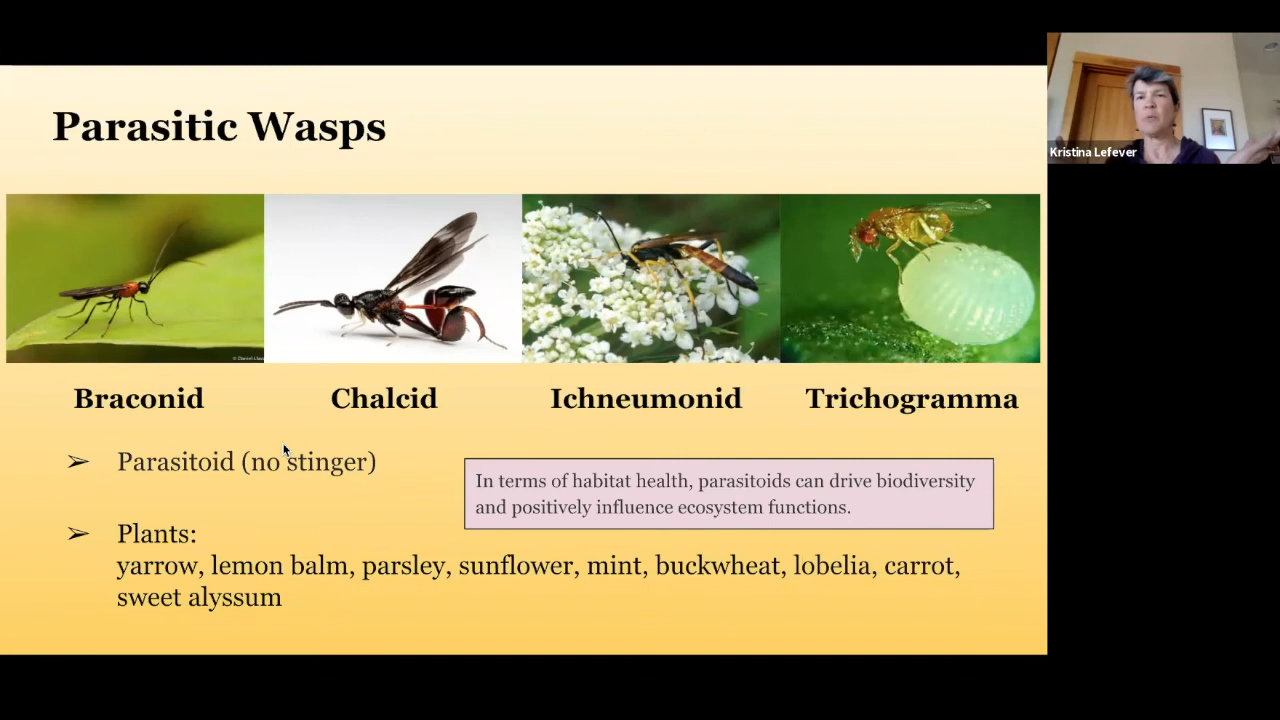 Parasitic Wasps
Kristina Lefever
Braconid
Chalcid
Ichneumonid
Trichogramma
➢ Parasitoid (no stinger)
In terms of habitat health, parasitoids can drive biodiversity
and positively influence ecosystem functions.
➢ Plants:
yarrow, lemon balm, parsley, sunflower, mint, buckwheat, lobelia, carrot,
sweet alyssum